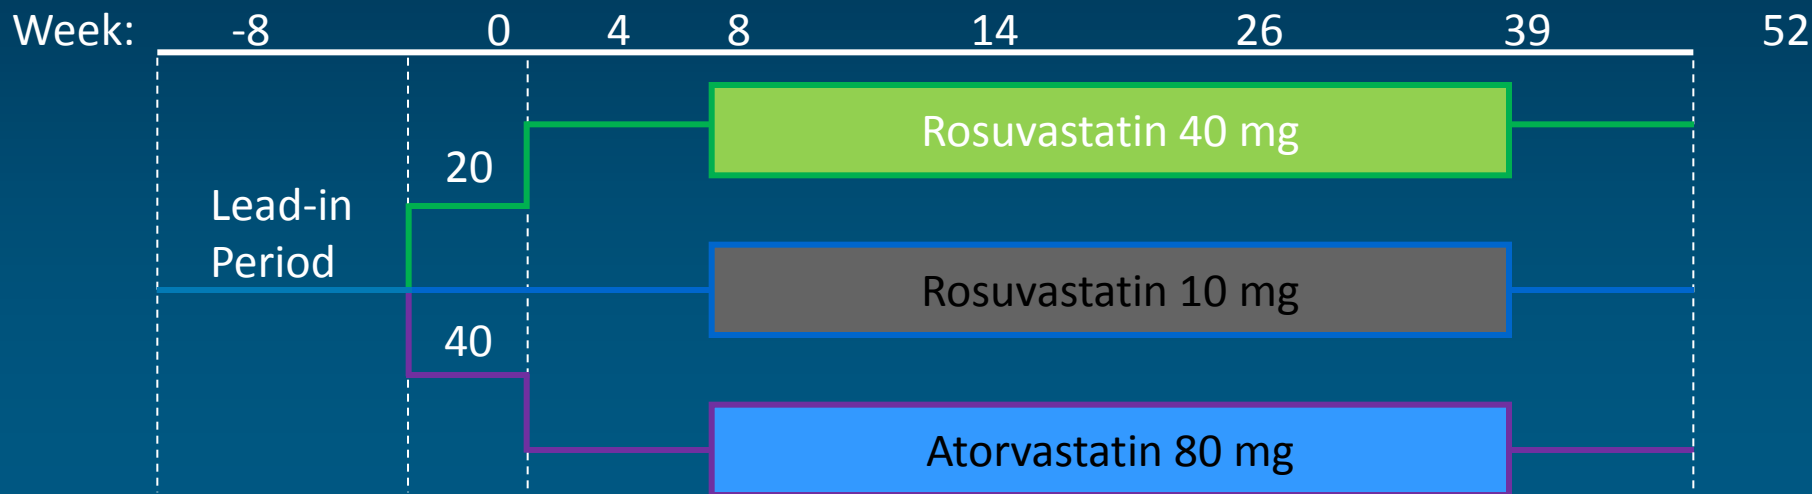 Week: -8 0 4 8 14 26 39 52
Rosuvastatin 40 mg
20
Lead-in
Period
Rosuvastatin 10 mg
40
Atorvastatin 80 mg